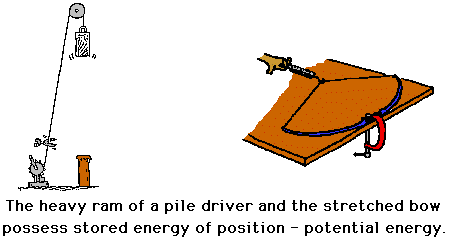 The heavy ram of a pile driver and the stretched bow
possess stored energy of position - potential energy.